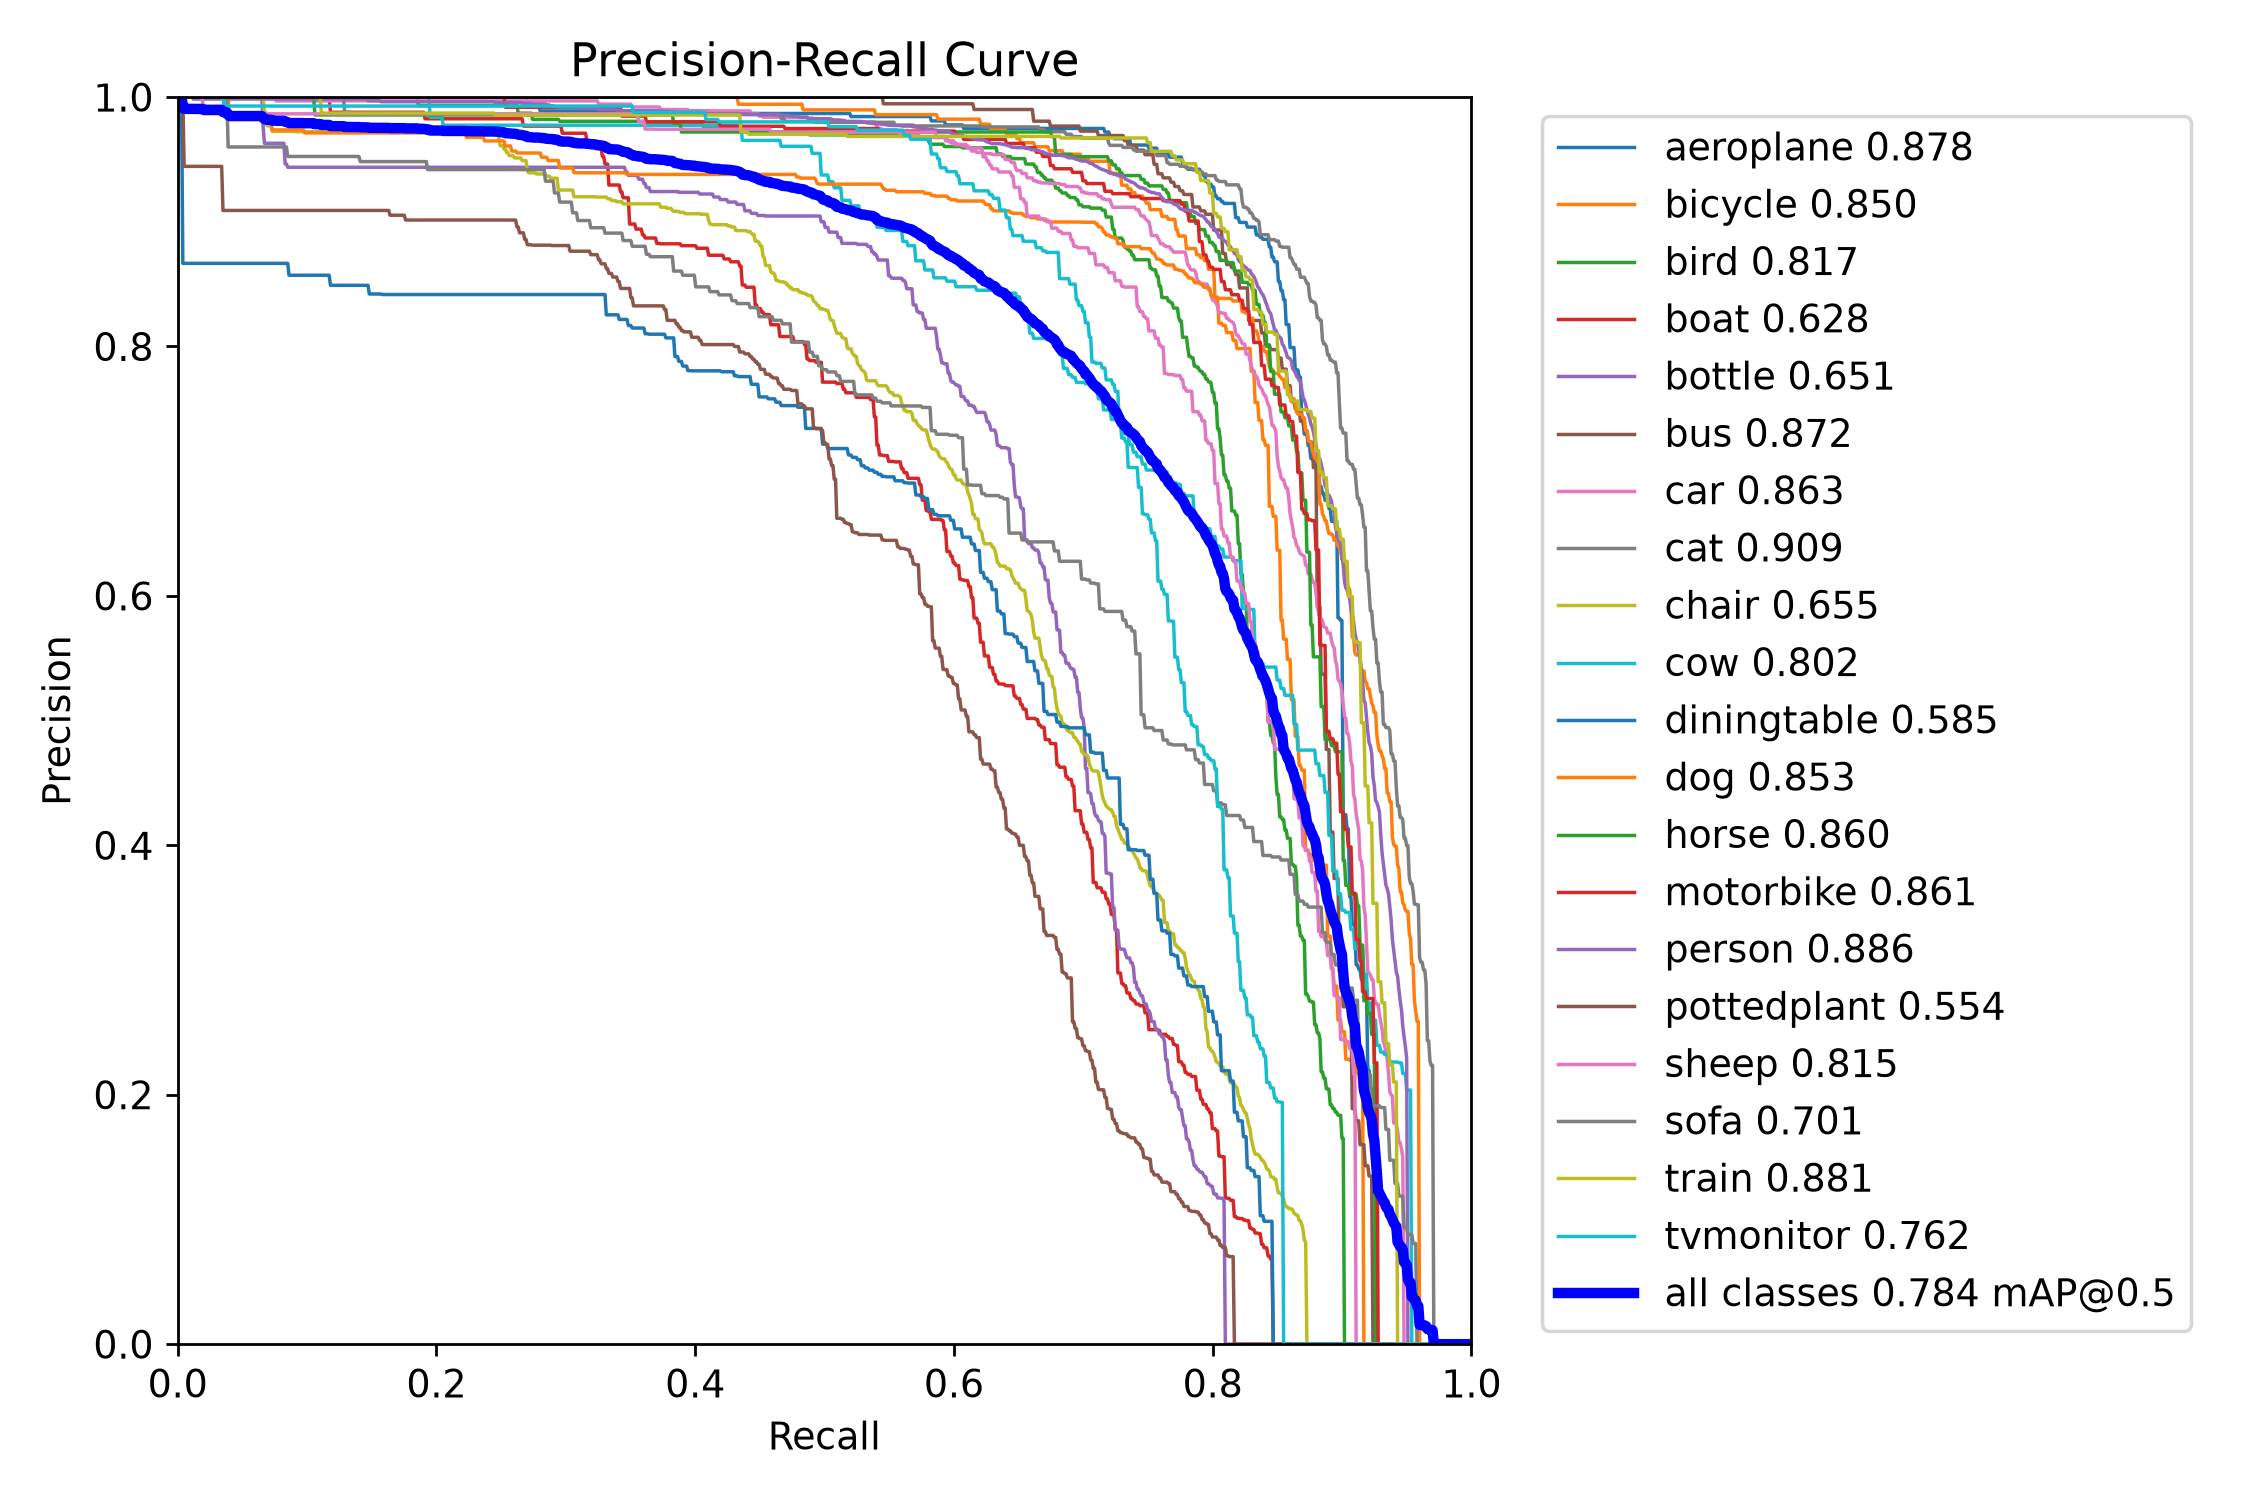 Precision-Recall Curve
1.0
0.8
0.6
0.4
0.2
0.0
Precision
0.0 0.2 0.4 0.6 0.8 1.0
Recall
aeroplane 0.878
bicycle 0.850
bird 0.817
boat 0.628
bottle 0.651
bus 0.872
car 0.863
cat 0.909
chair 0.655
cow 0.802
diningtable 0.585
dog 0.853
horse 0.860
motorbike 0.861
person 0.886
pottedplant 0.554
sheep 0.815
sofa 0.701
train 0.881
tvmonitor 0.762
all classes 0.784 mAP@0.5